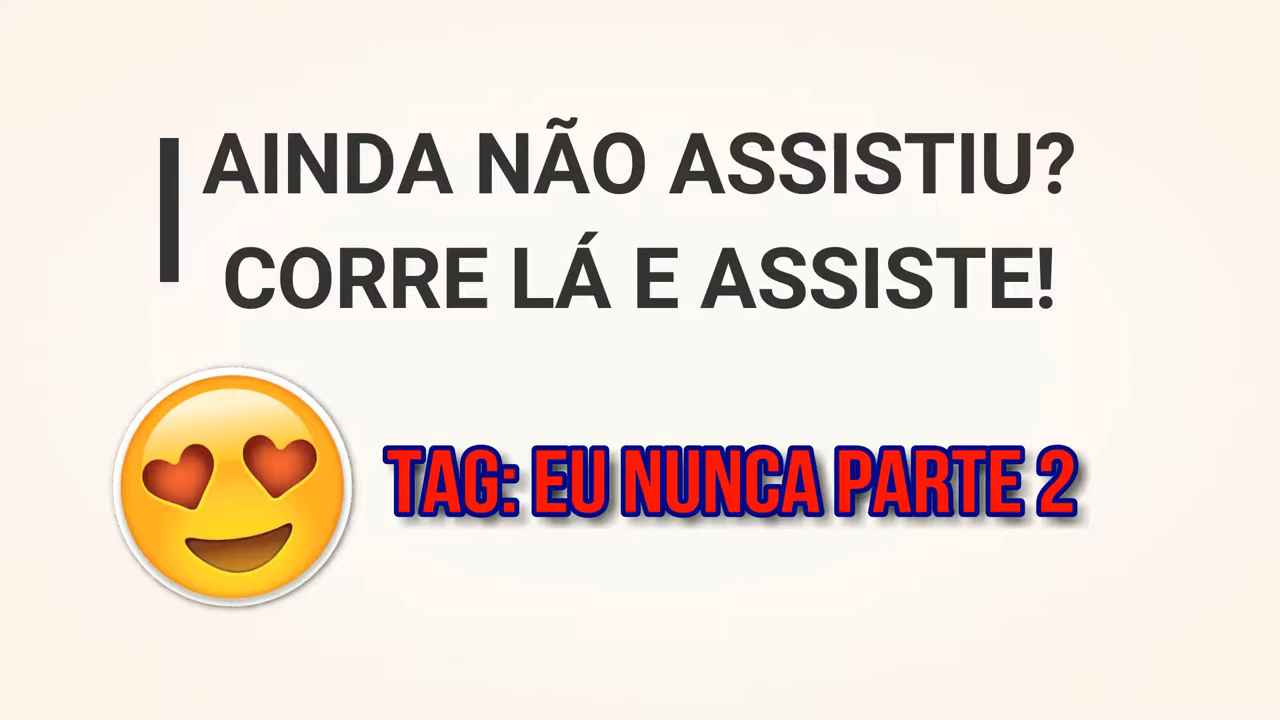 AINDA NÃO ASSISTIU?
CORRE LÁ E ASSISTE!
TAG: EU NUNCA PARTE 2